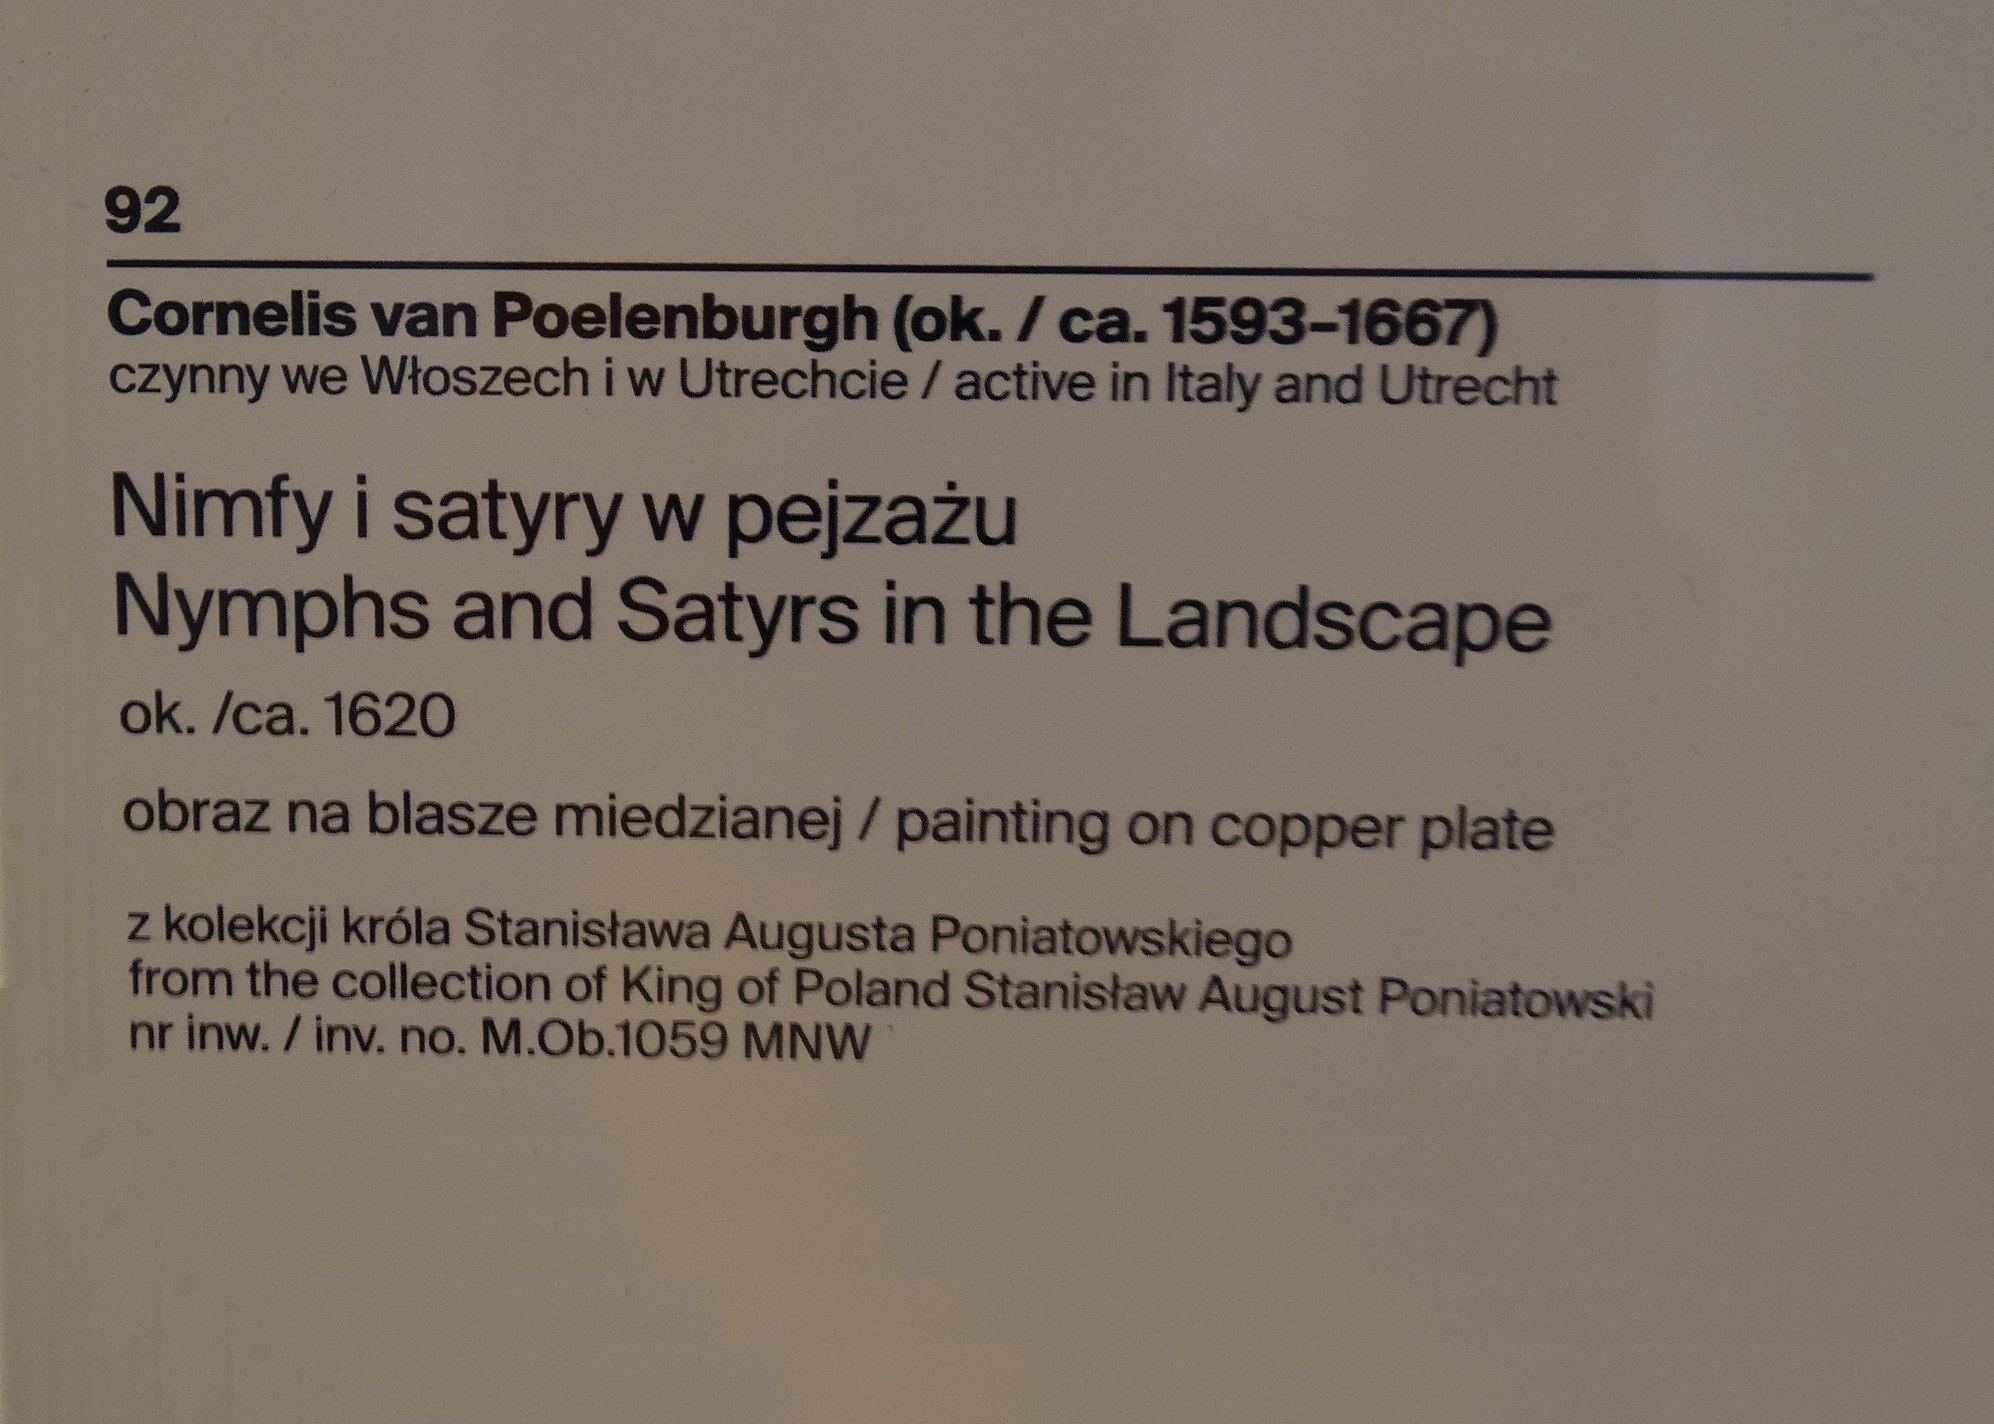 92
Cornelis van Poelenburgh (ok. / ca. 1593–1667)
czynny we Włoszech i w Utrechcie / active in Italy and Utrecht
Nimfy i satyry w pejzażu
Nymphs and Satyrs in the Landscape
ok. /ca. 1620
obraz na blasze miedzianej / painting on copper plate
z kolekcji króla Stanisława Augusta Poniatowskiego
from the collection of King of Poland Stanisław August Poniatowski
nr inw. / inv. no. M.Ob.1059 MNW